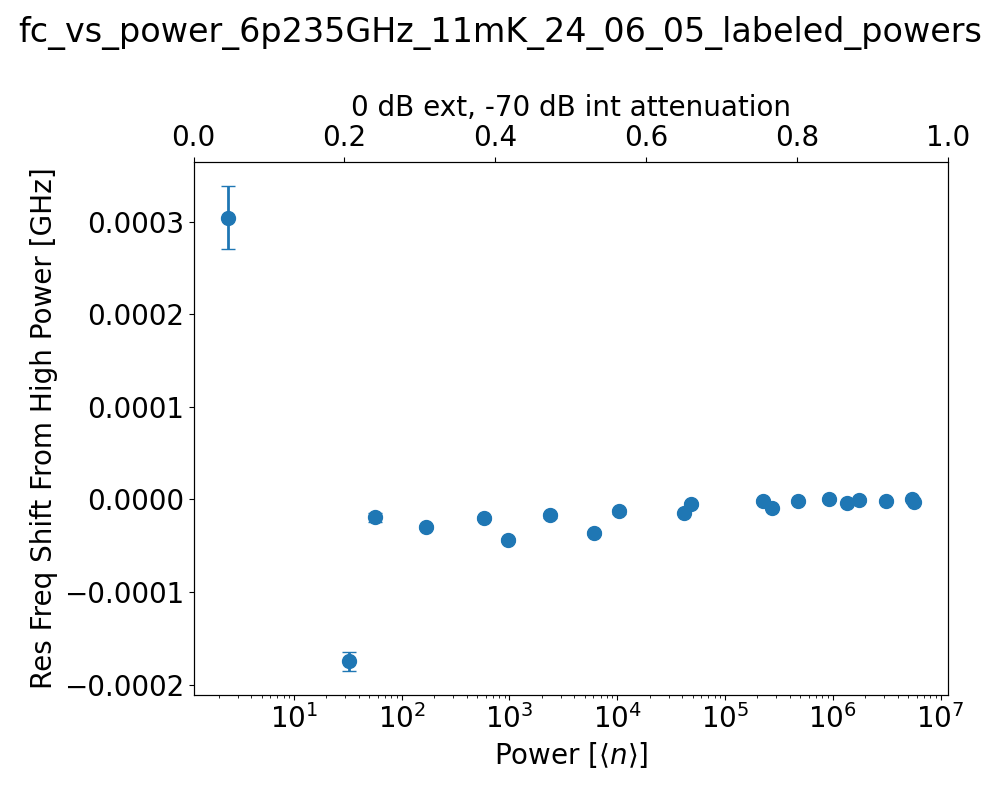 fc_vs_power_6p235GHz_11mK_24_06_05_labeled_powers
0 dB ext, -70 dB int attenuation
0.0 0.2 0.4 0.6 0.8 1.0
Res Freq Shift From High Power [GHz]
0.0003
0.0002
0.0001
0.0000
−0.0001
−0.0002
10¹ 10² 10³ 10⁴ 10⁵ 10⁶ 10⁷
Power [⟨n⟩]